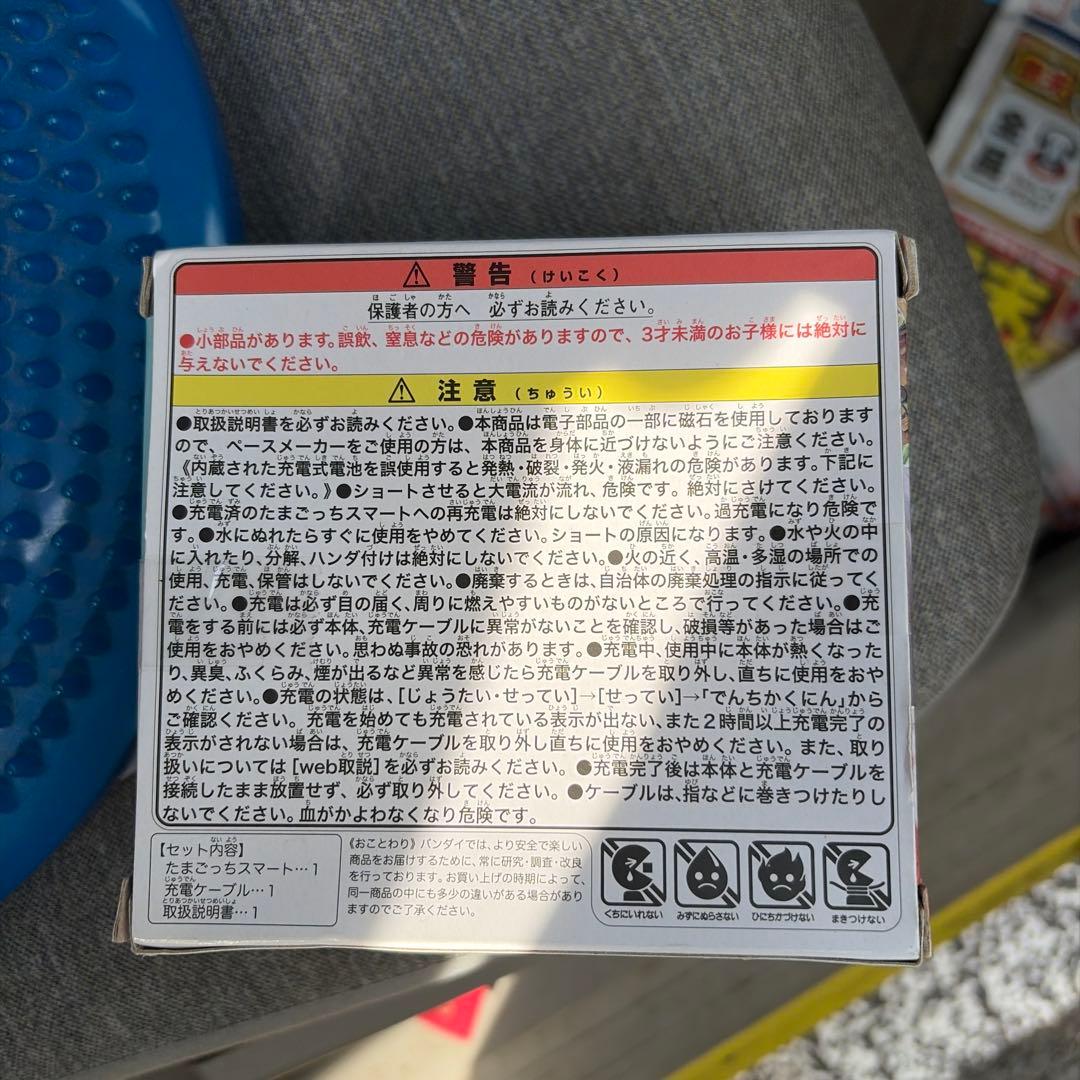 警告（けいこく）
保護者の方へ 必ずお読みください。
●小部品があります。誤飲、窒息などの危険がありますので、3才未満のお子様には絶対に
与えないでください。
注意（ちゅうい）
●取扱説明書を必ずお読みください。●本商品は電子部品の一部に磁石を使用しております
ので、ペースメーカーをご使用の方は、本商品を身体に近づけないようにご注意ください。
《内蔵された充電式電池を誤使用すると発熱・破裂・発火・液漏れの危険があります。下記に
注意してください。》●ショートさせると大電流が流れ、危険です。絶対にさけてください。
●充電済のたまごっちスマートへの再充電は絶対にしないでください。過充電になり危険で
す。●水にぬれたらすぐに使用をやめてください。ショートの原因になります。●水や火の中
に入れたり、分解、ハンダ付けは絶対にしないでください。●火の近く、高温・多湿の場所での
使用、充電、保管はしないでください。●廃棄するときは、自治体の廃棄処理の指示に従ってく
ださい。●充電は必ず目の届く、周りに燃えやすいものがないところで行ってください。●充
電をする前には必ず本体、充電ケーブルに異常がないことを確認し、破損等があった場合はご
使用をおやめください。思わぬ事故の恐れがあります。●充電中、使用中に本体が熱くなった
り、異臭、ふくらみ、煙が出るなど異常を感じたら充電ケーブルを取り外し、直ちに使用をおや
めください。●充電の状態は、[じょうたい・せってい]→[せってい]→「でんちかくにん」から
ご確認ください。充電を始めても充電されている表示が出ない、また2時間以上充電完了の
表示がされない場合は、充電ケーブルを取り外し直ちに使用をおやめください。また、取り
扱いについては[web取説]を必ずお読みください。●充電完了後は本体と充電ケーブルを
接続したまま放置せず、必ず取り外してください。●ケーブルは、指などに巻きつけたりし
ないでください。血がかよわなくなり危険です。
【セット内容】
たまごっちスマート…1
充電ケーブル…1
取扱説明書…1
《おことわり》バンダイでは、より安全で楽しい
商品をお届けするために、常に研究・調査・改良
を行っております。お買い上げの時期によって、
同一商品の中にも多少の違いがある場合があり
ますのでご了承ください。
くちにいれない
みずにぬらさない
ひにちかづけない
まきつけない